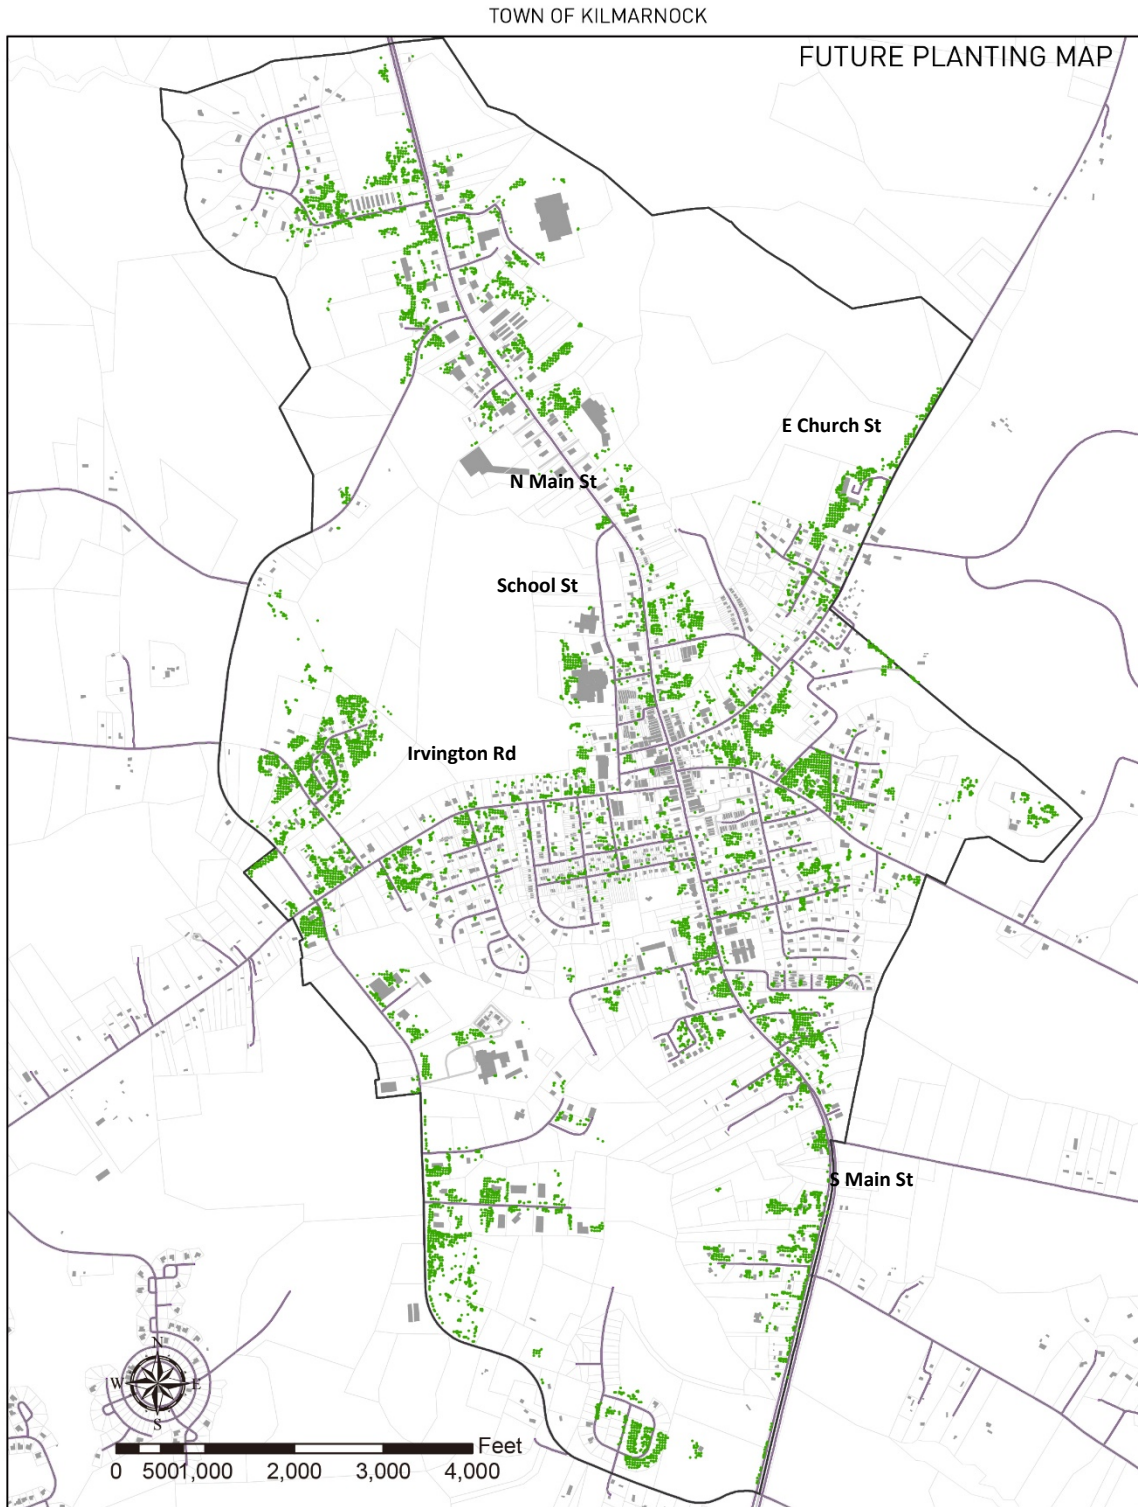 TOWN OF KILMARNOCK
FUTURE PLANTING MAP
E Church St
N Main St
School St
Irvington Rd
S Main St
N
W E
S
Feet
0 5001,000 2,000 3,000 4,000